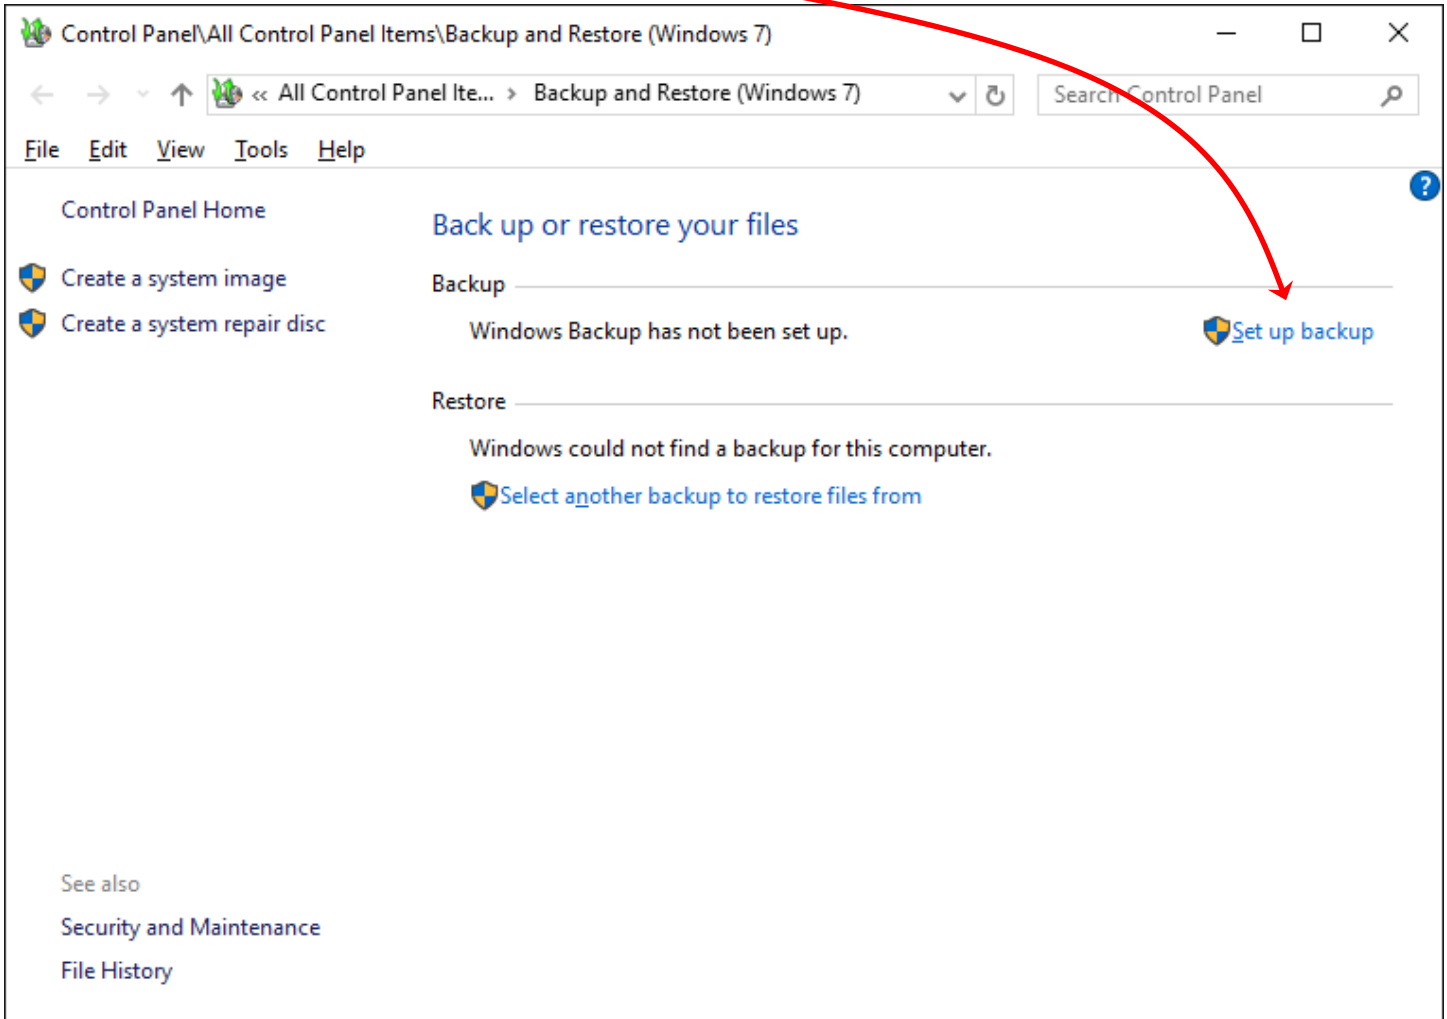 Control Panel\All Control Panel Items\Backup and Restore (Windows 7)
« All Control Panel Ite... › Backup and Restore (Windows 7)
Search Control Panel
File Edit View Tools Help
?
Control Panel Home
Create a system image
Create a system repair disc
Back up or restore your files
Backup
Windows Backup has not been set up.
Set up backup
Restore
Windows could not find a backup for this computer.
Select another backup to restore files from
See also
Security and Maintenance
File History